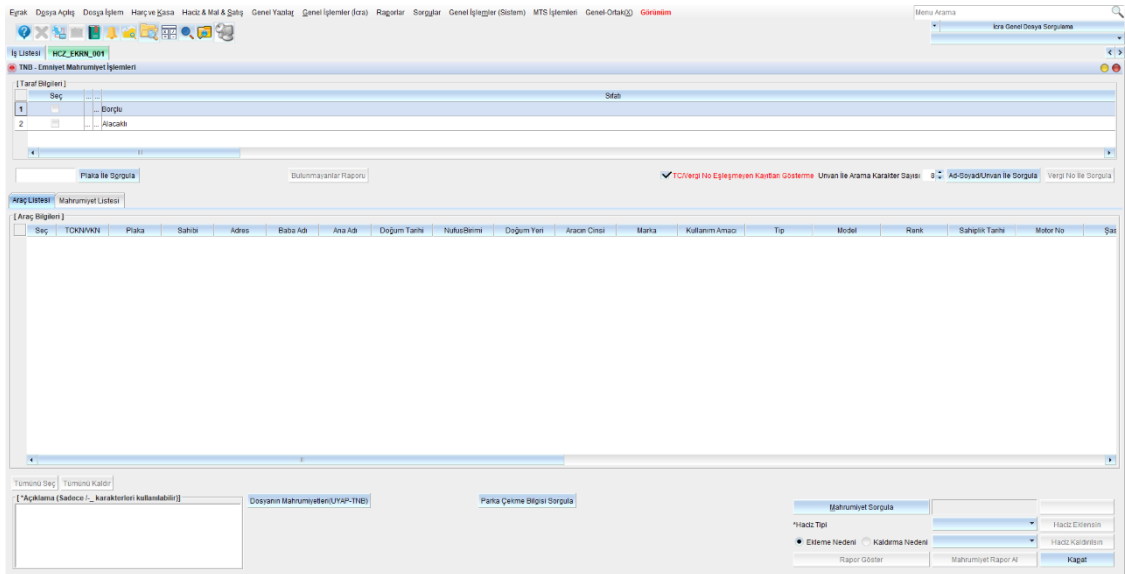 Evrak Dosya Açılış Dosya İşlem Harç ve Kasa Haciz & Mal & Satış Genel Yazılar Genel İşlemler (İcra) Raporlar Sorgular Genel İşlemler (Sistem) MTS İşlemleri Genel-Ortak(X) Görünüm Menu Arama
İcra Genel Dosya Sorgulama
İş Listesi HCZ_EKRN_001
TNB - Emniyet Mahrumiyet İşlemleri
[ Taraf Bilgileri ]
Seç ... ... Sıfatı
1 ... Borçlu
2 ... ... Alacaklı
Plaka İle Sorgula Bulunmayanlar Raporu TC/Vergi No Eşleşmeyen Kayıtları Gösterme Unvan İle Arama Karakter Sayısı 8 Ad-Soyad/Unvan İle Sorgula Vergi No İle Sorgula
Araç Listesi Mahrumiyet Listesi
[ Araç Bilgileri ]
Seç TCKN/VKN Plaka Sahibi Adres Baba Adı Ana Adı Doğum Tarihi NufusBirimi Doğum Yeri Aracın Cinsi Marka Kullanım Amacı Tip Model Renk Sahiplik Tarihi Motor No Şas
Tümünü Seç Tümünü Kaldır
[ *Açıklama (Sadece /-_ karakterleri kullanılabilir)]
Dosyanın Mahrumiyetleri(UYAP-TNB) Parka Çekme Bilgisi Sorgula
Mahrumiyet Sorgula
*Haciz Tipi Haciz Eklensin
Ekleme Nedeni Kaldırma Nedeni Haciz Kaldırılsın
Rapor Göster Mahrumiyet Rapor Al Kapat